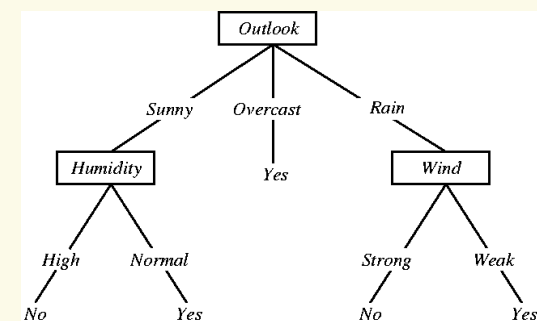 Outlook
Sunny Overcast Rain
Humidity Yes Wind
High Normal Strong Weak
No Yes No Yes